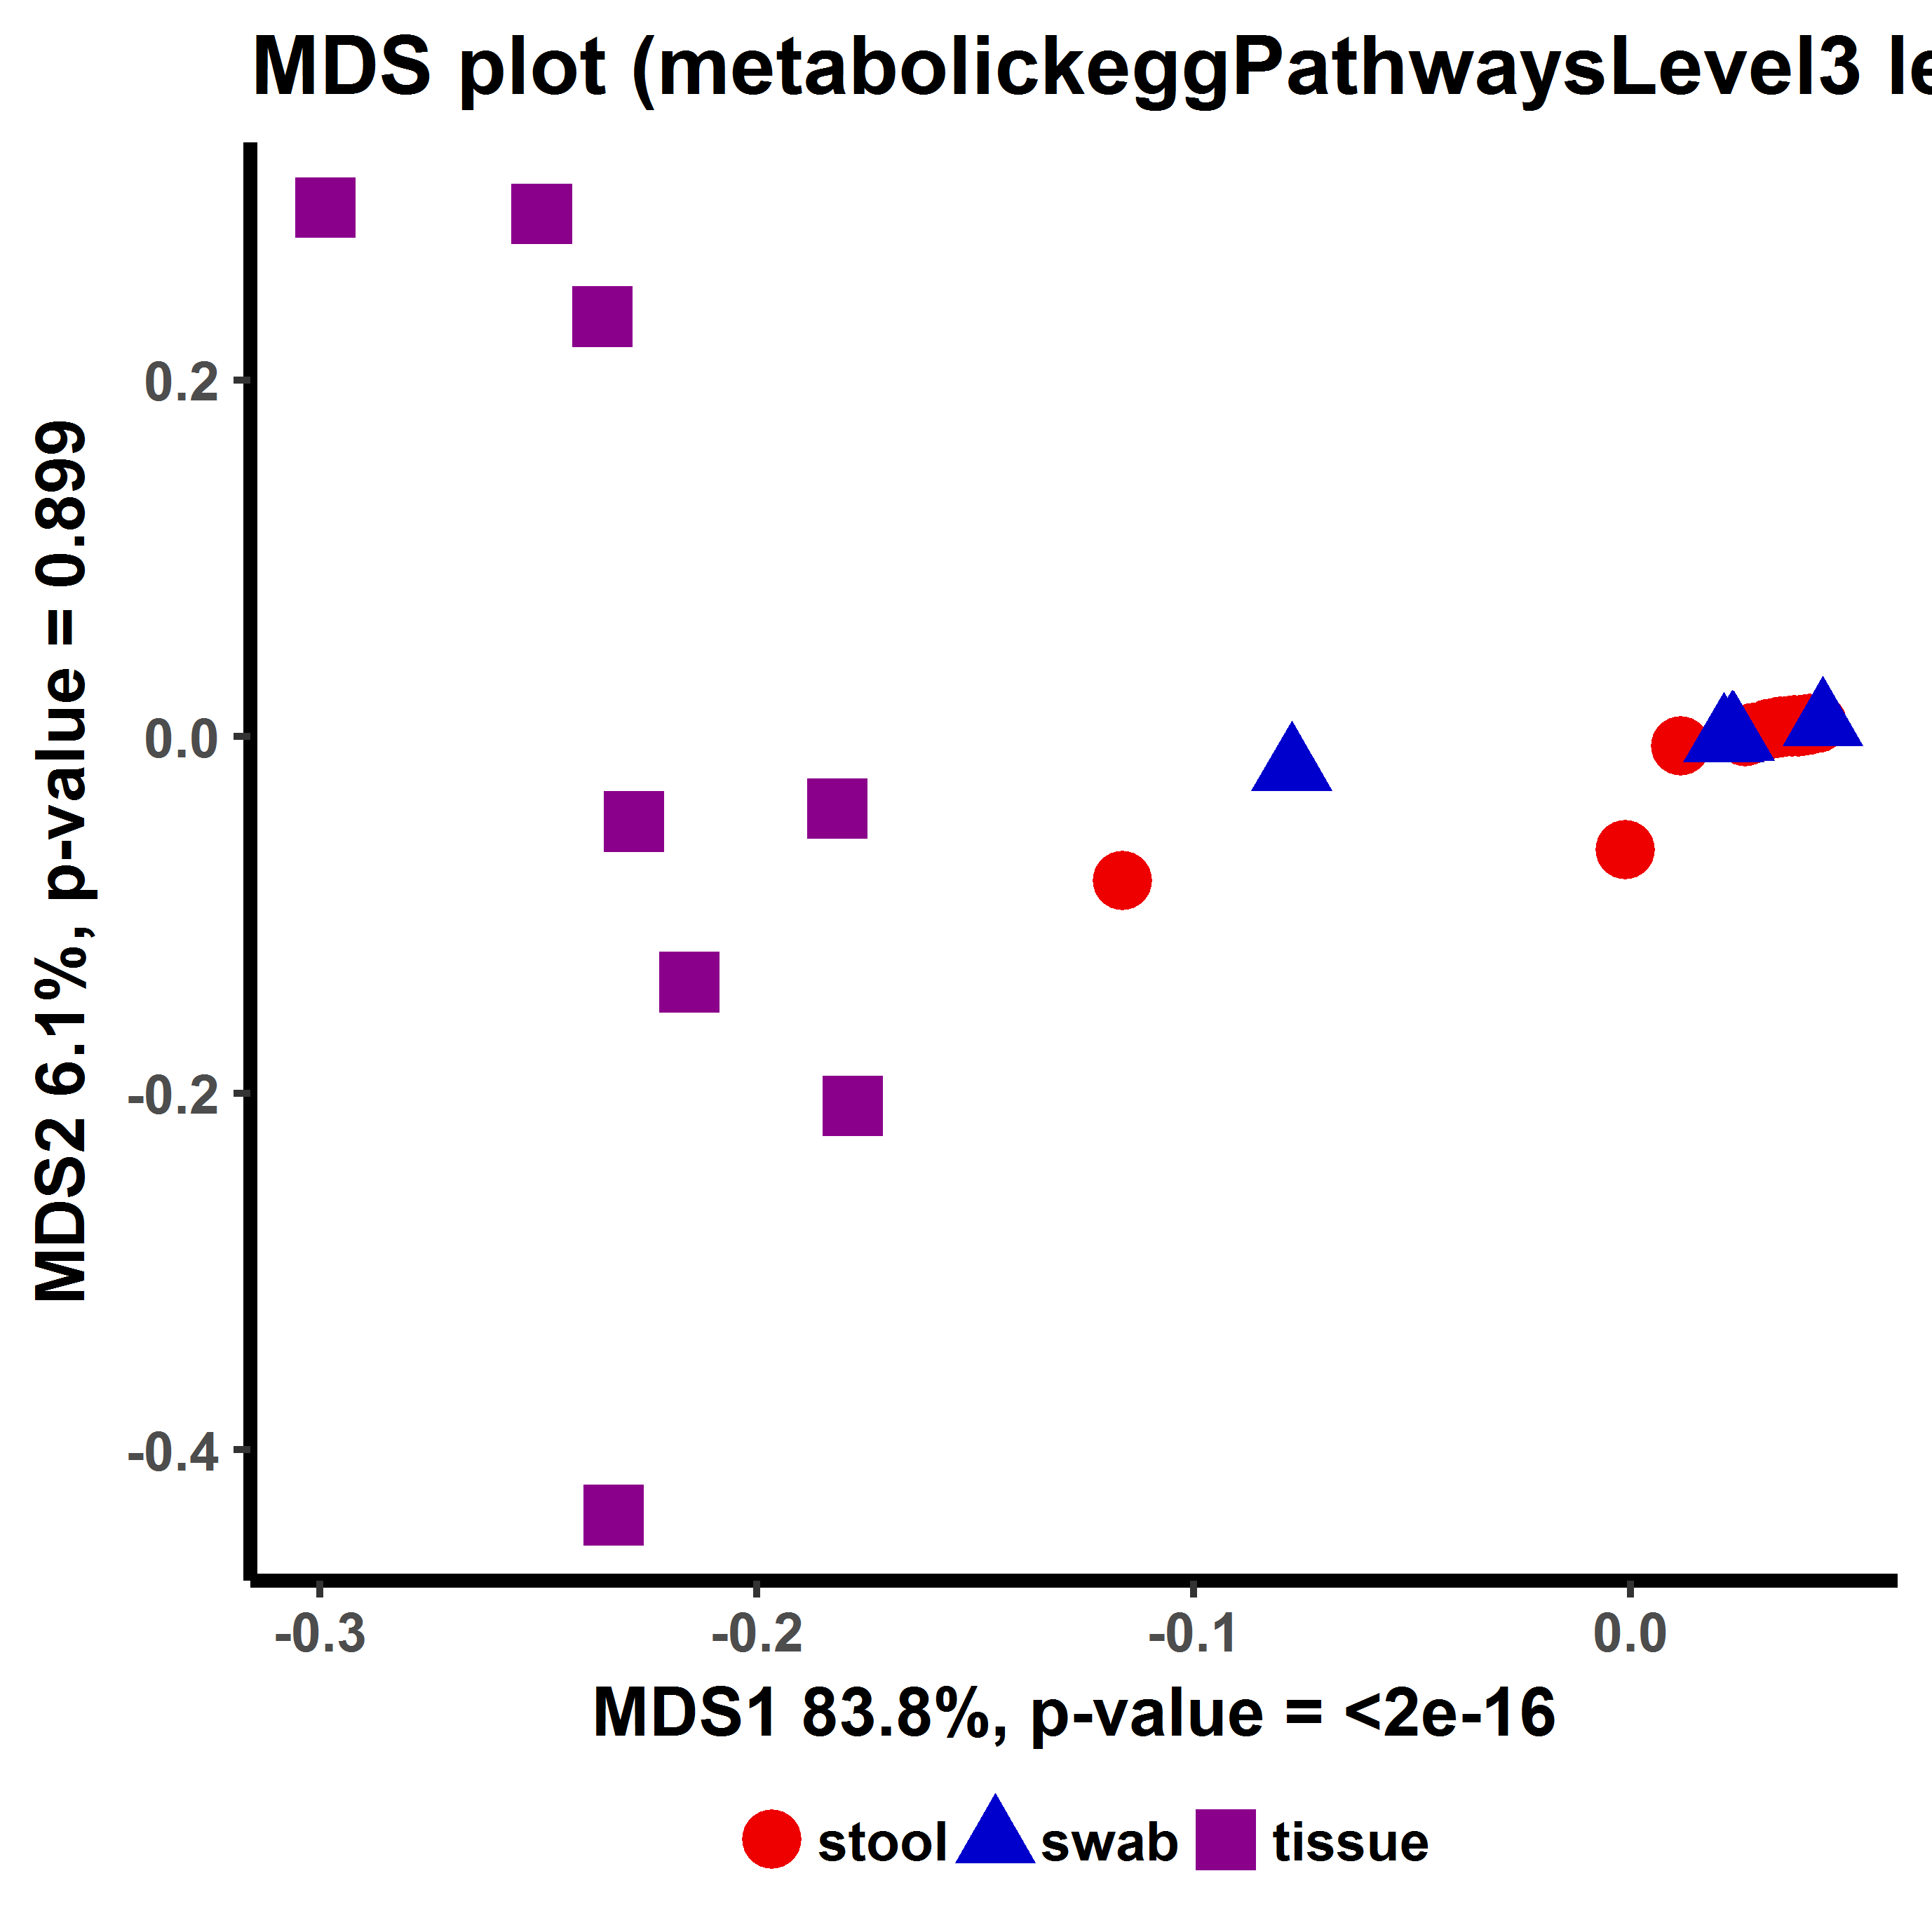 MDS plot (metabolickeggPathwaysLevel3 le
MDS2 6.1%, p-value = 0.899
0.2
0.0
-0.2
-0.4
-0.3 -0.2 -0.1 0.0
MDS1 83.8%, p-value = <2e-16
stool swab tissue